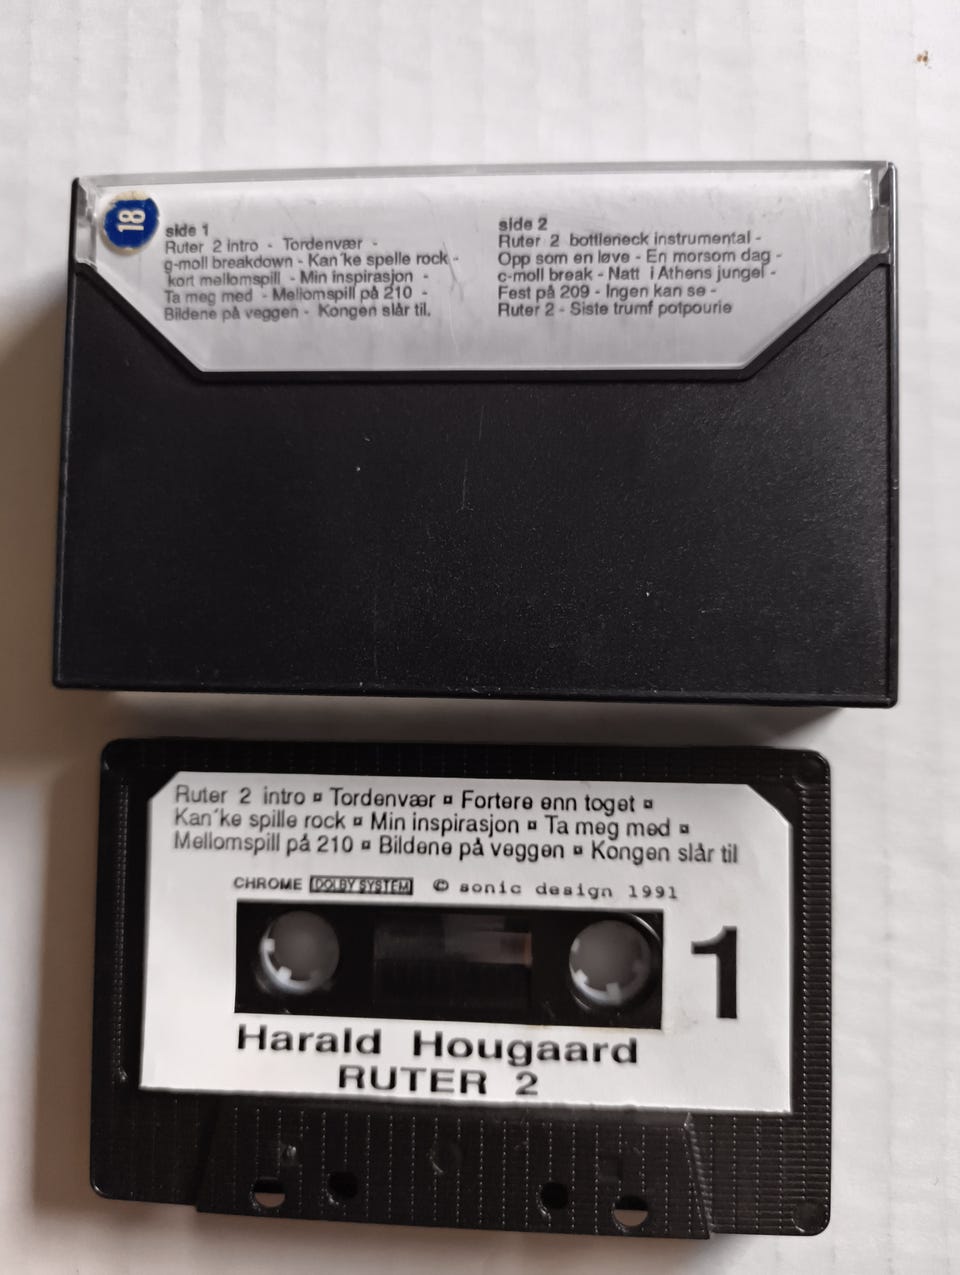 18
side 1
Ruter 2 intro - Tordenvær -
g-moll breakdown - Kan´ke spelle rock -
kort mellomspill - Min inspirasjon -
Ta meg med - Mellomspill på 210 -
Bildene på veggen - Kongen slår til.
side 2
Ruter 2 bottleneck instrumental -
Opp som en løve - En morsom dag -
c-moll break - Natt i Athens jungel -
Fest på 209 - Ingen kan se -
Ruter 2 - Siste trumf potpourie
Ruter 2 intro ¤ Tordenvær ¤ Fortere enn toget ¤
Kan´ke spille rock ¤ Min inspirasjon ¤ Ta meg med ¤
Mellomspill på 210 ¤ Bildene på veggen ¤ Kongen slår til
CHROME DOLBY SYSTEM © sonic design 1991
1
Harald Hougaard
RUTER 2